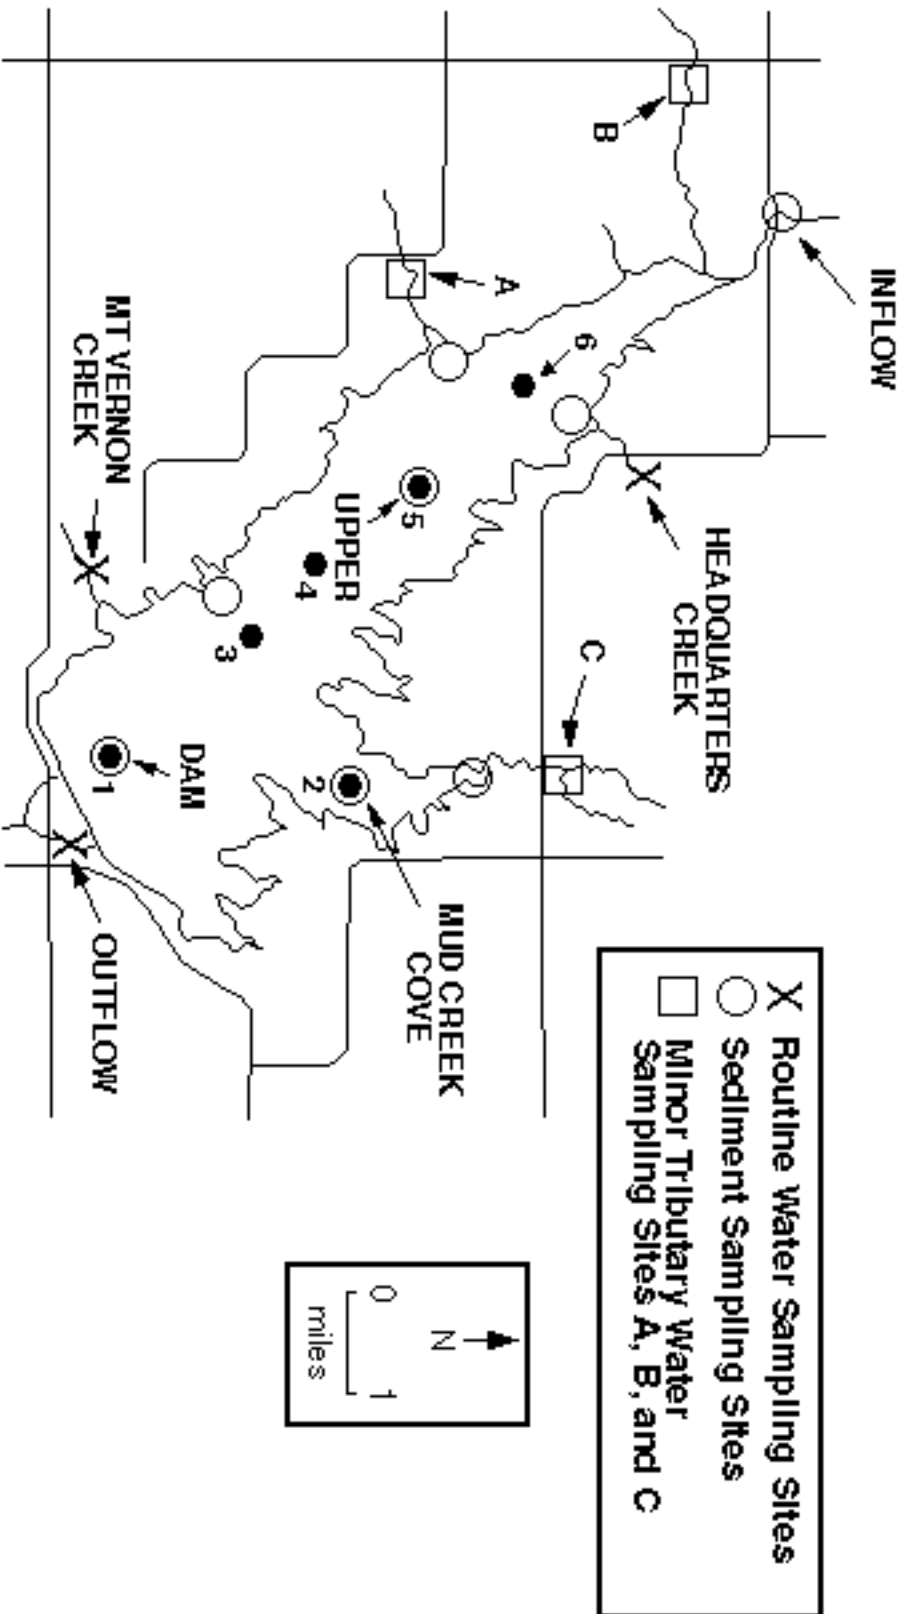 INFLOW
B
HEADQUARTERS
CREEK
6
A
C
5
UPPER
4
3
MT VERNON
CREEK
2
DAM
1
MUD CREEK
COVE
OUTFLOW
X Routine Water Sampling Sites
Sediment Sampling Sites
Minor Tributary Water
Sampling Sites A, B, and C
N
0 1
miles